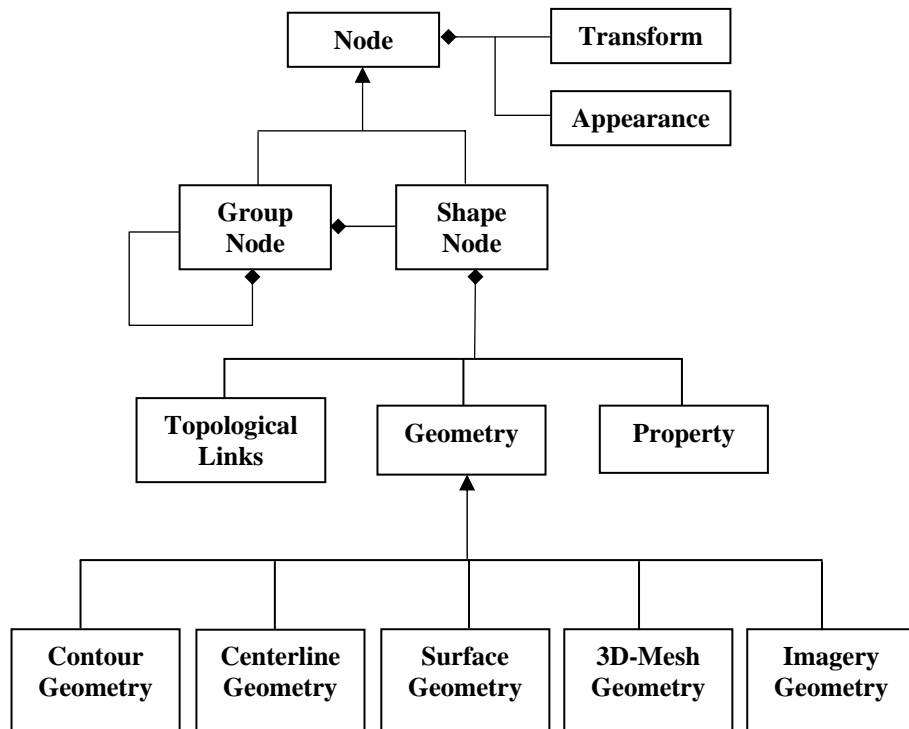 Node
Transform
Appearance
Group
Node
Shape
Node
Topological
Links
Geometry
Property
Contour
Geometry
Centerline
Geometry
Surface
Geometry
3D-Mesh
Geometry
Imagery
Geometry